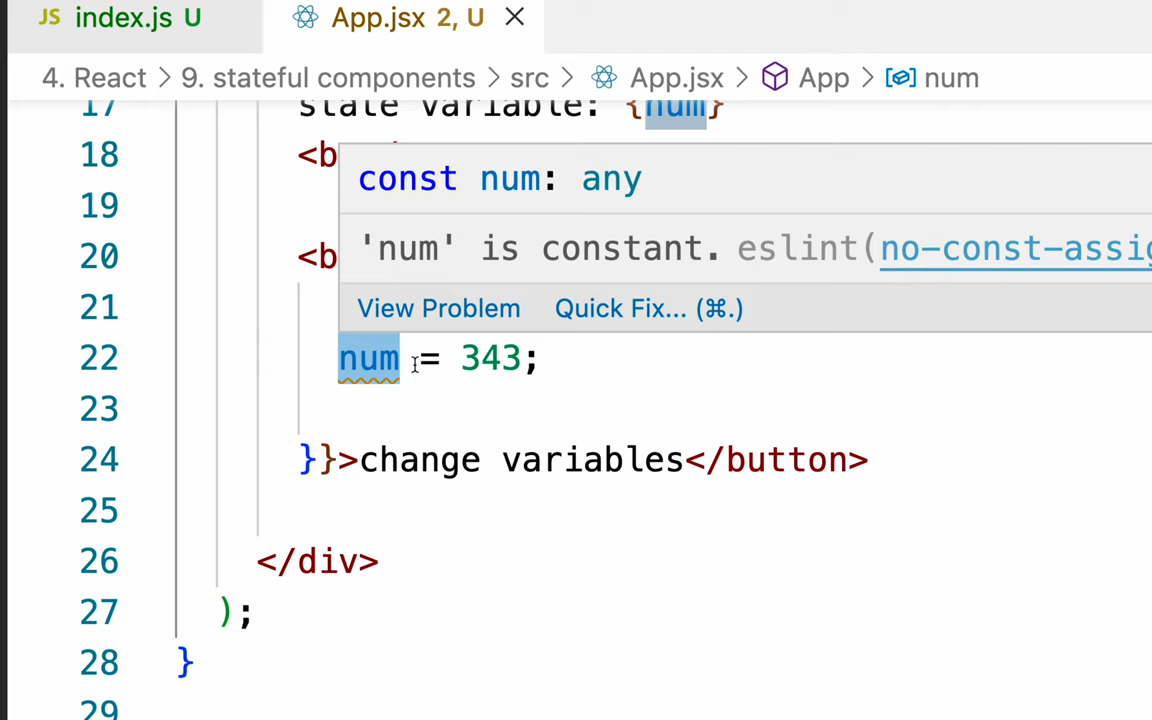 JS index.js U App.jsx 2, U
4. React > 9. stateful components > src > App.jsx > App > num
17 state variable: {num}
18 <b
const num: any
19
'num' is constant. eslint(no-const-assig
20 <b
21 View Problem Quick Fix... (⌘.)
22 num = 343;
23
24 }}>change variables</button>
25
26 </div>
27 );
28 }
29